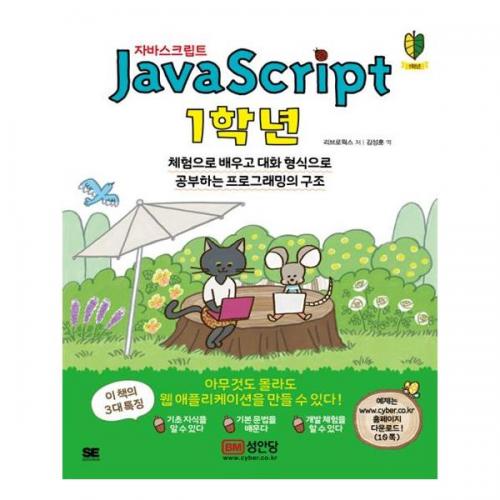 자바스크립트
JavaScript
1학년
1학년
리브로웍스 저 | 김성훈 역
체험으로 배우고 대화 형식으로
공부하는 프로그래밍의 구조
이 책의
3대 특징
아무것도 몰라도
웹 애플리케이션을 만들 수 있다!
기초 지식을
알 수 있다
기본 문법을
배운다
개발 체험을
할 수 있다
예제는
www.cyber.co.kr
홈페이지
다운로드!
(10쪽)
SE
SHOEISHA
BM 성안당
www.cyber.co.kr